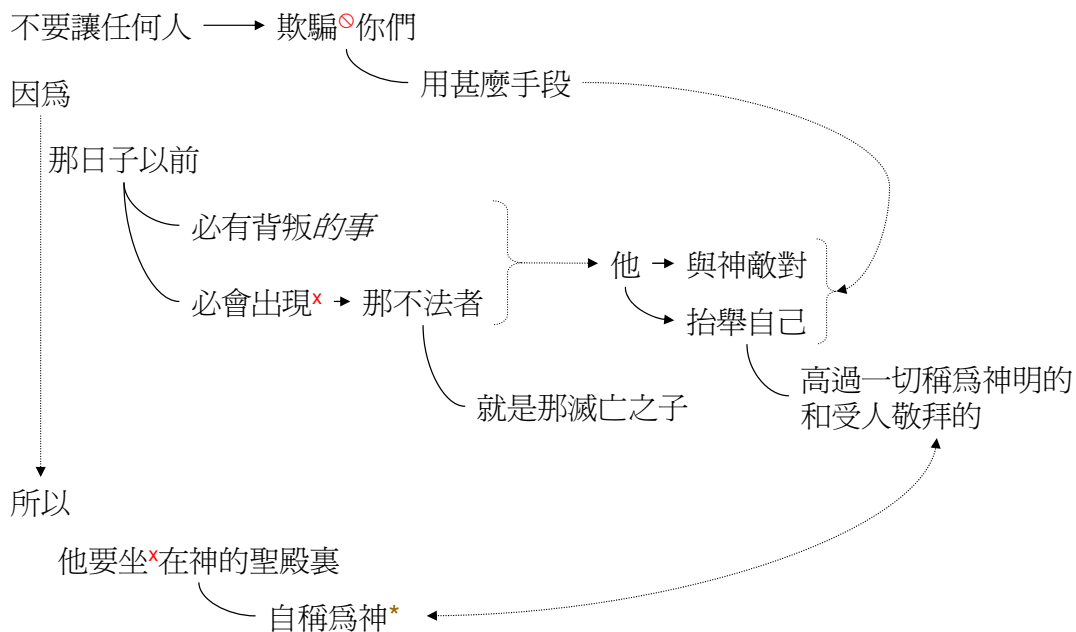 不要讓任何人 欺騙你們
用甚麼手段
因爲
那日子以前
必有背叛的事
他 與神敵對
必會出現x 那不法者
抬舉自己
高過一切稱爲神明的
和受人敬拜的
就是那滅亡之子
所以
他要坐x在神的聖殿裏
自稱爲神*